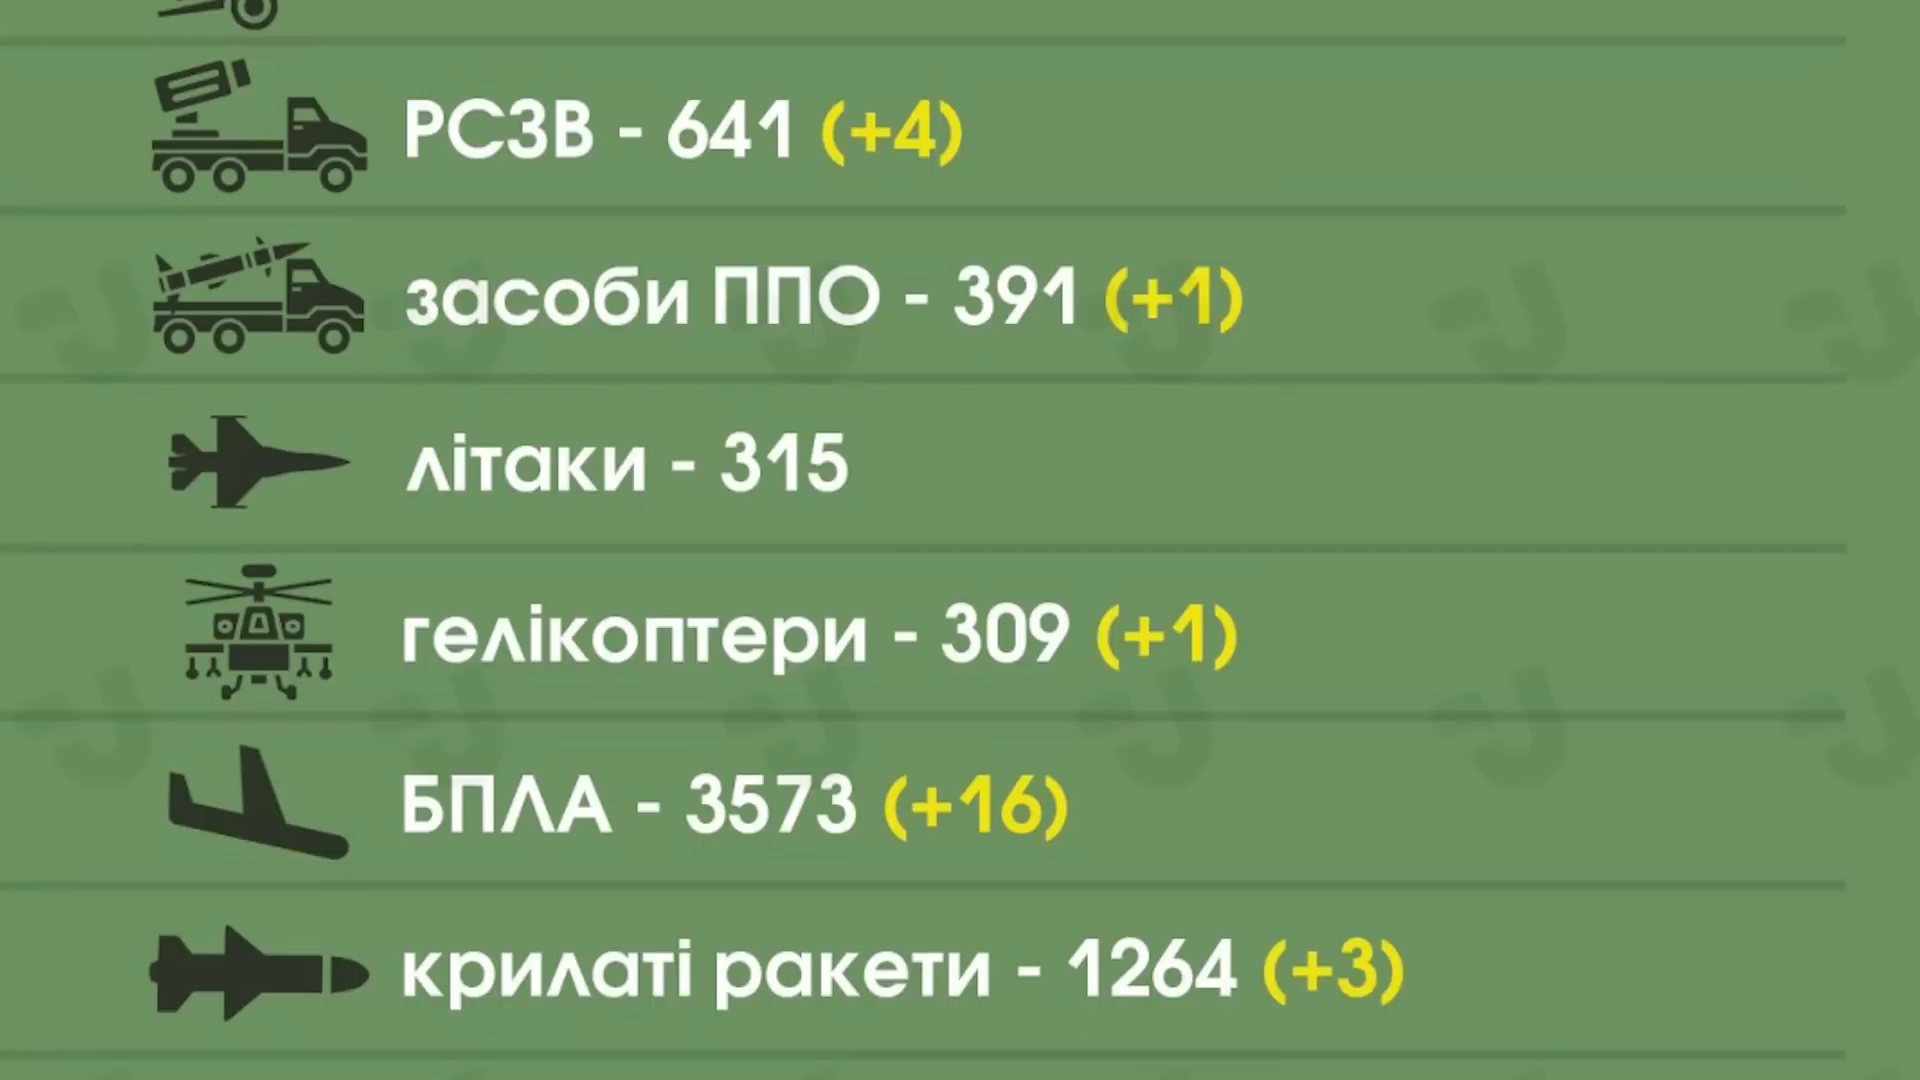 РСЗВ - 641 (+4)
засоби ППО - 391 (+1)
літаки - 315
гелікоптери - 309 (+1)
БПЛА - 3573 (+16)
крилаті ракети - 1264 (+3)